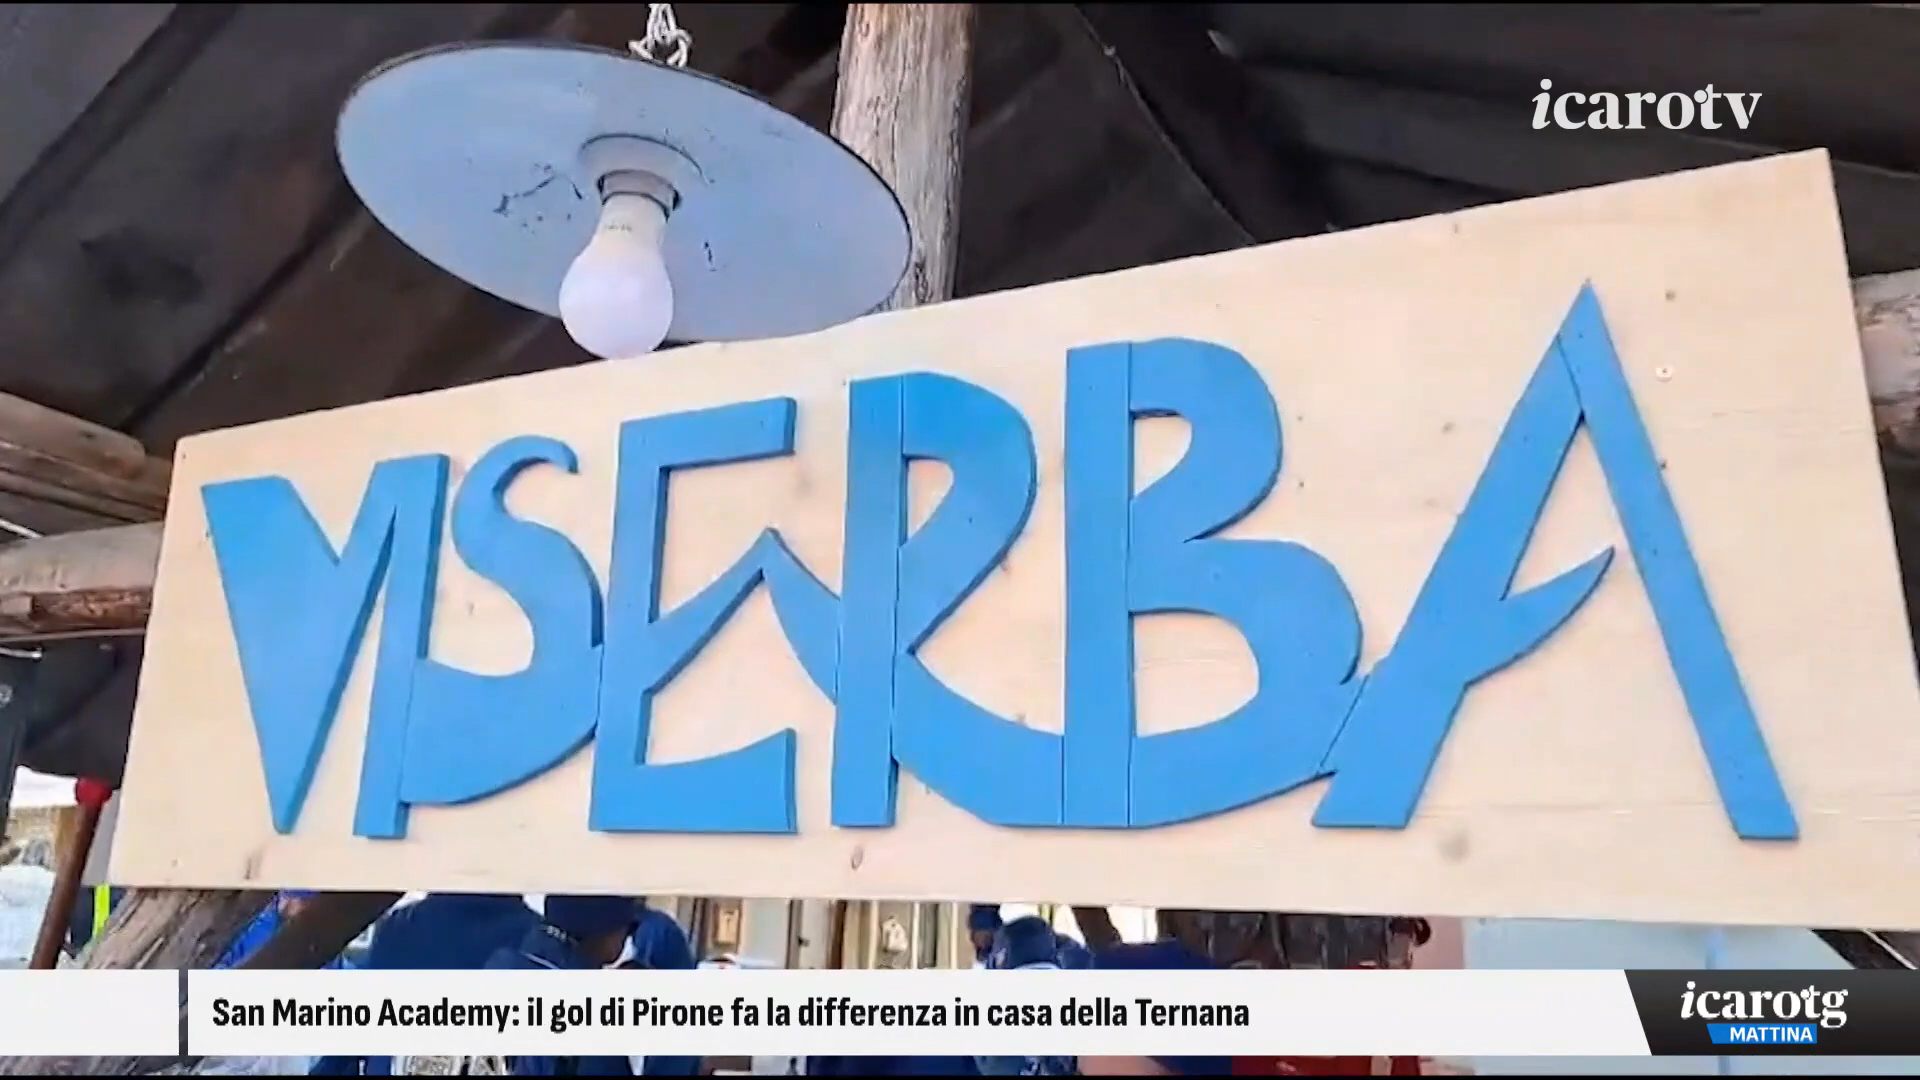 icarotv
VISERBA
San Marino Academy: il gol di Pirone fa la differenza in casa della Ternana
icarotg
MATTINA